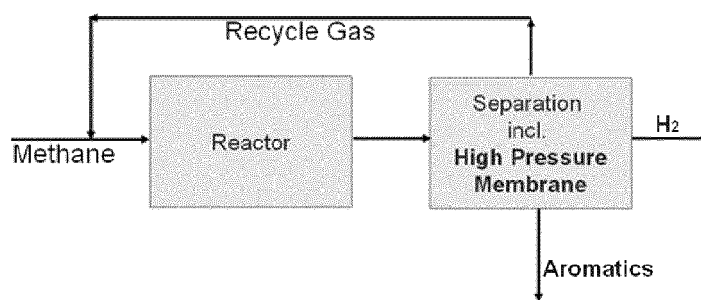 Recycle Gas
Methane
Reactor
Separation
incl.
High Pressure
Membrane
H2
Aromatics